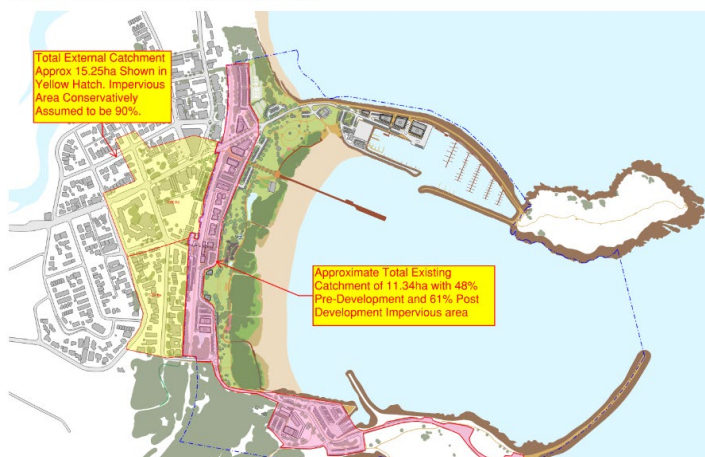 Total External Catchment
Approx 15.25ha Shown in
Yellow Hatch. Impervious
Area Conservatively
Assumed to be 90%.
Approximate Total Existing
Catchment of 11.34ha with 48%
Pre-Development and 61% Post
Development Impervious area